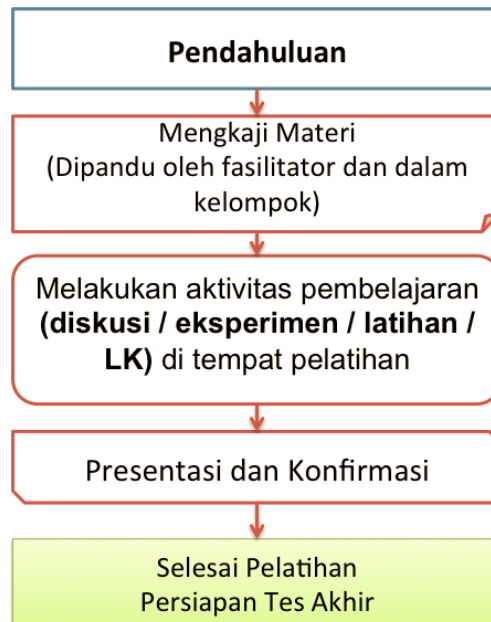 Pendahuluan
Mengkaji Materi
(Dipandu oleh fasilitator dan dalam
kelompok)
Melakukan aktivitas pembelajaran
(diskusi / eksperimen / latihan /
LK) di tempat pelatihan
Presentasi dan Konfirmasi
Selesai Pelatihan
Persiapan Tes Akhir